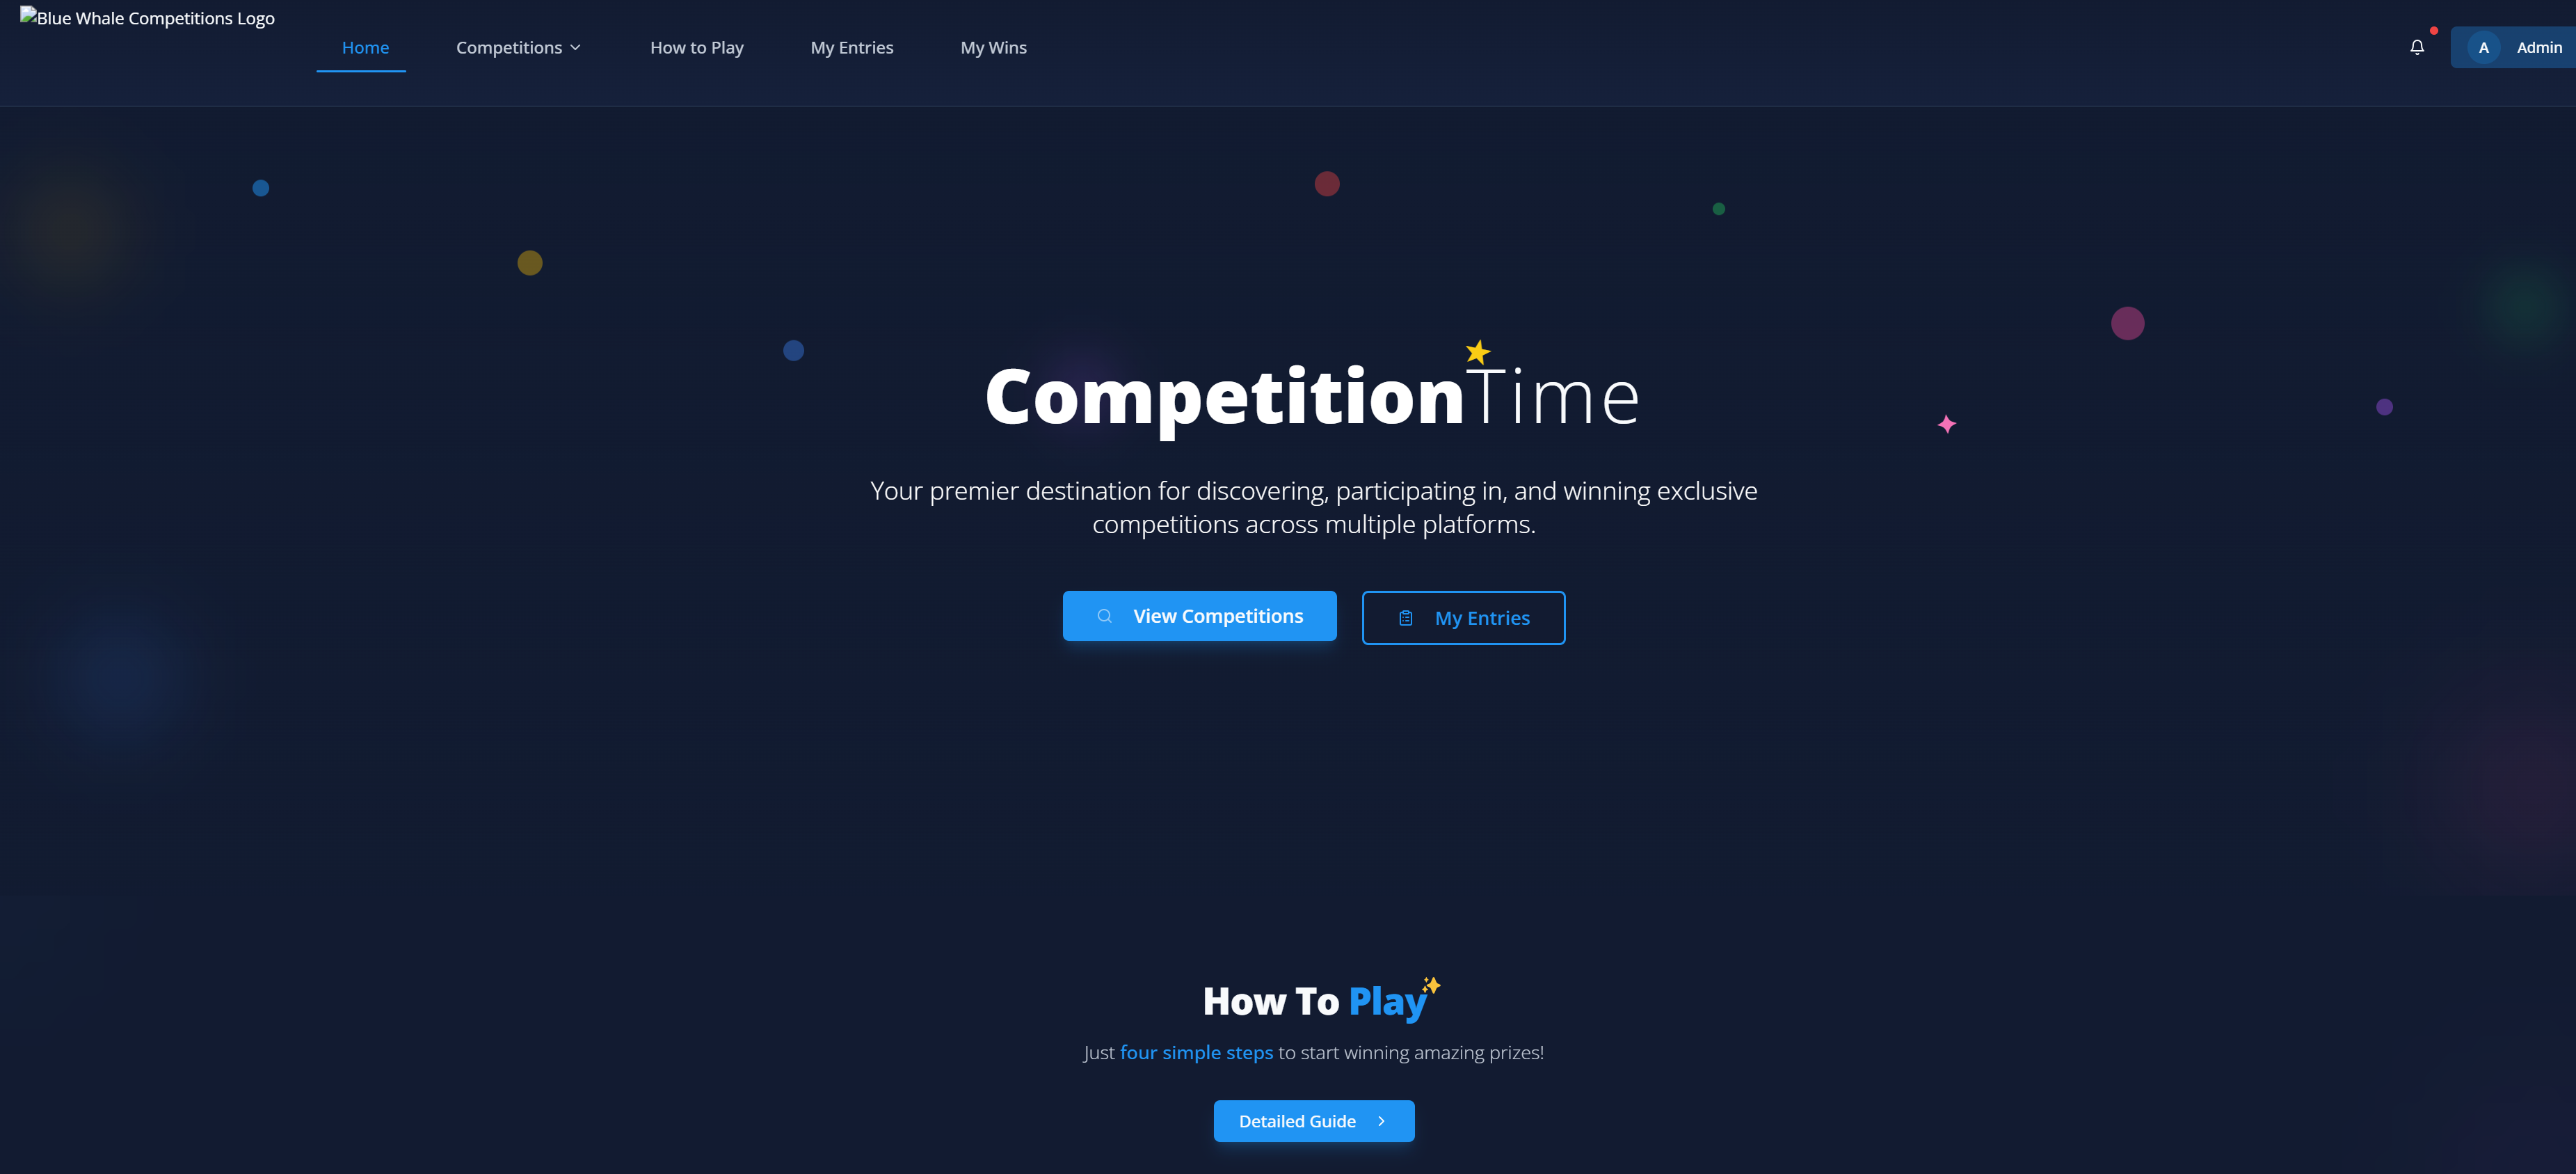 Blue Whale Competitions Logo
Home
Competitions
How to Play
My Entries
My Wins
A
Admin
CompetitionTime
Your premier destination for discovering, participating in, and winning exclusive
competitions across multiple platforms.
View Competitions
My Entries
How To Play
Just four simple steps to start winning amazing prizes!
Detailed Guide